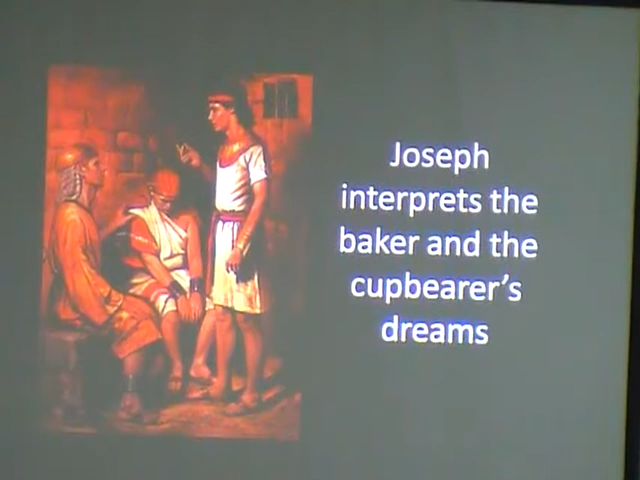 Joseph
interprets the
baker and the
cupbearer's
dreams